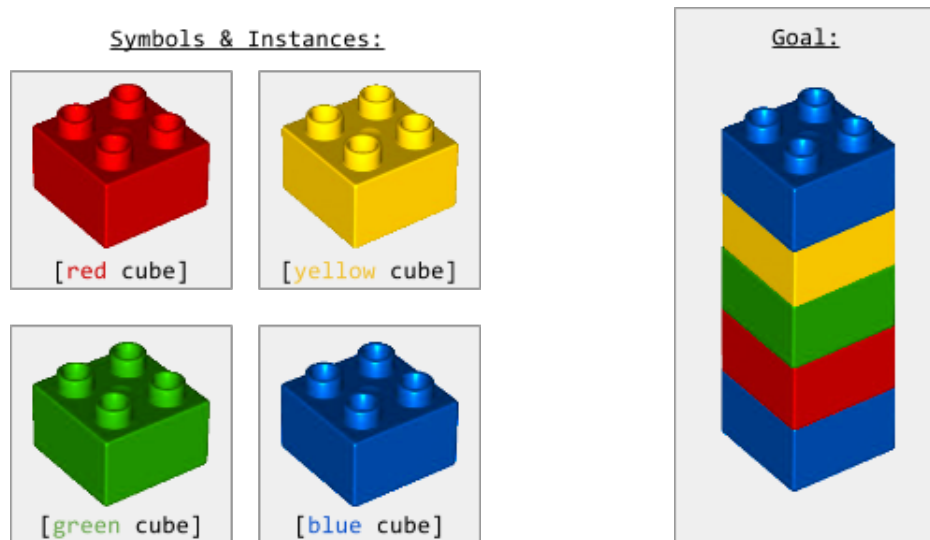 Symbols & Instances:
Goal:
[red cube]
[yellow cube]
[green cube]
[blue cube]